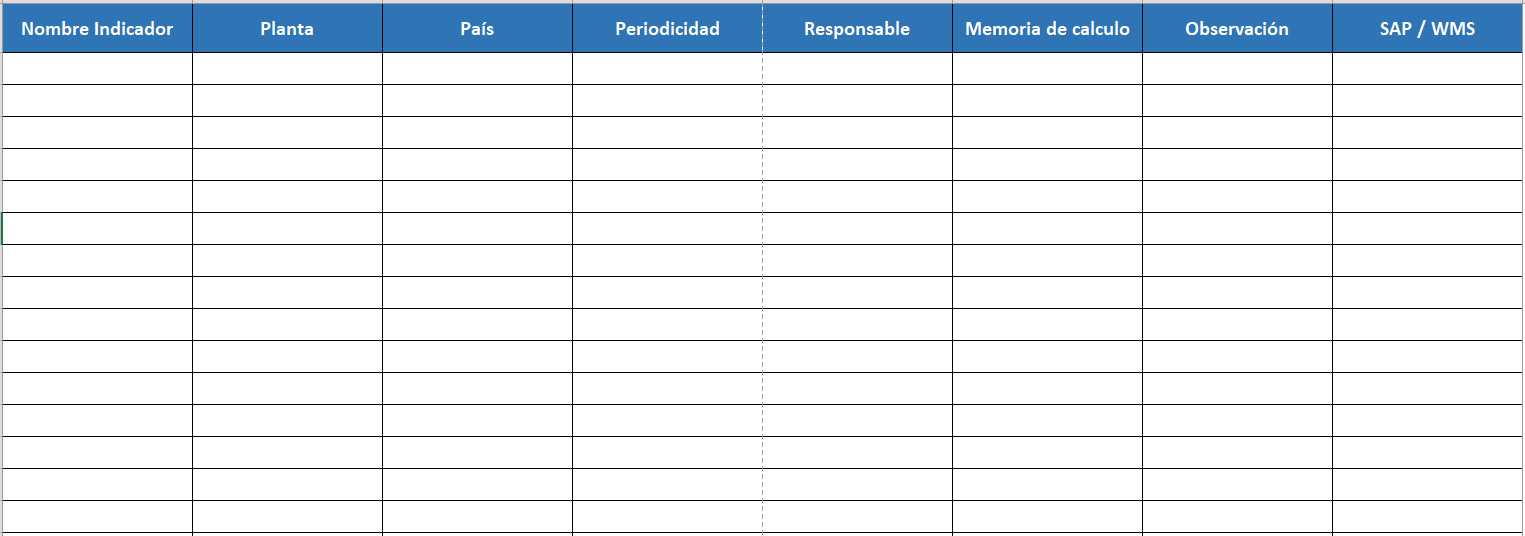 Nombre Indicador Planta País Periodicidad Responsable Memoria de calculo Observación SAP / WMS